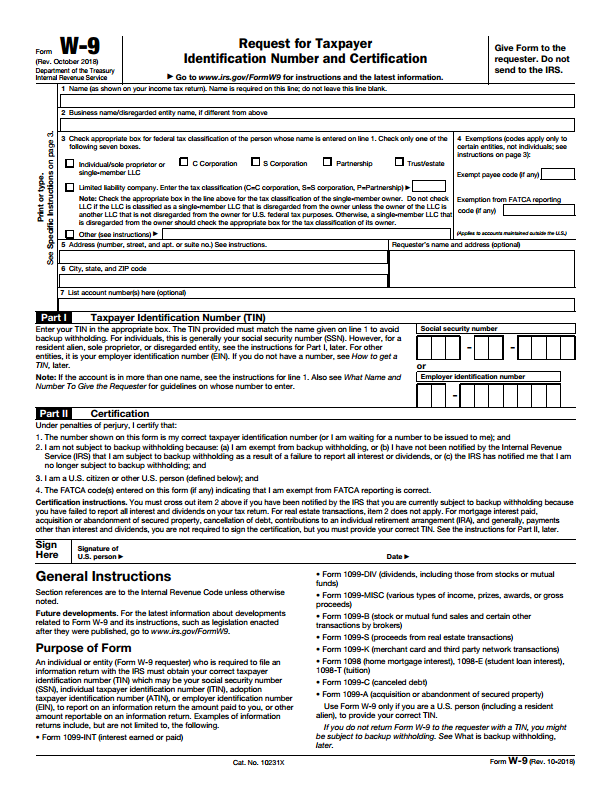 Form W-9
(Rev. October 2018)
Department of the Treasury
Internal Revenue Service
Request for Taxpayer
Identification Number and Certification
▶ Go to www.irs.gov/FormW9 for instructions and the latest information.
Give Form to the
requester. Do not
send to the IRS.
Print or type.
See Specific Instructions on page 3.
1 Name (as shown on your income tax return). Name is required on this line; do not leave this line blank.
2 Business name/disregarded entity name, if different from above
3 Check appropriate box for federal tax classification of the person whose name is entered on line 1. Check only one of the
following seven boxes.
Individual/sole proprietor or
single-member LLC
C Corporation
S Corporation
Partnership
Trust/estate
Limited liability company. Enter the tax classification (C=C corporation, S=S corporation, P=Partnership) ▶
Note: Check the appropriate box in the line above for the tax classification of the single-member owner. Do not check
LLC if the LLC is classified as a single-member LLC that is disregarded from the owner unless the owner of the LLC is
another LLC that is not disregarded from the owner for U.S. federal tax purposes. Otherwise, a single-member LLC that
is disregarded from the owner should check the appropriate box for the tax classification of its owner.
Other (see instructions) ▶
4 Exemptions (codes apply only to
certain entities, not individuals; see
instructions on page 3):
Exempt payee code (if any)
Exemption from FATCA reporting
code (if any)
(Applies to accounts maintained outside the U.S.)
5 Address (number, street, and apt. or suite no.) See instructions.
Requester's name and address (optional)
6 City, state, and ZIP code
7 List account number(s) here (optional)
Part I Taxpayer Identification Number (TIN)
Enter your TIN in the appropriate box. The TIN provided must match the name given on line 1 to avoid
backup withholding. For individuals, this is generally your social security number (SSN). However, for a
resident alien, sole proprietor, or disregarded entity, see the instructions for Part I, later. For other
entities, it is your employer identification number (EIN). If you do not have a number, see How to get a
TIN, later.
Note: If the account is in more than one name, see the instructions for line 1. Also see What Name and
Number To Give the Requester for guidelines on whose number to enter.
Social security number
– –
or
Employer identification number
–
Part II Certification
Under penalties of perjury, I certify that:
1. The number shown on this form is my correct taxpayer identification number (or I am waiting for a number to be issued to me); and
2. I am not subject to backup withholding because: (a) I am exempt from backup withholding, or (b) I have not been notified by the Internal Revenue
Service (IRS) that I am subject to backup withholding as a result of a failure to report all interest or dividends, or (c) the IRS has notified me that I am
no longer subject to backup withholding; and
3. I am a U.S. citizen or other U.S. person (defined below); and
4. The FATCA code(s) entered on this form (if any) indicating that I am exempt from FATCA reporting is correct.
Certification instructions. You must cross out item 2 above if you have been notified by the IRS that you are currently subject to backup withholding because
you have failed to report all interest and dividends on your tax return. For real estate transactions, item 2 does not apply. For mortgage interest paid,
acquisition or abandonment of secured property, cancellation of debt, contributions to an individual retirement arrangement (IRA), and generally, payments
other than interest and dividends, you are not required to sign the certification, but you must provide your correct TIN. See the instructions for Part II, later.
Sign
Here
Signature of
U.S. person ▶
Date ▶
General Instructions
Section references are to the Internal Revenue Code unless otherwise
noted.
Future developments. For the latest information about developments
related to Form W-9 and its instructions, such as legislation enacted
after they were published, go to www.irs.gov/FormW9.
Purpose of Form
An individual or entity (Form W-9 requester) who is required to file an
information return with the IRS must obtain your correct taxpayer
identification number (TIN) which may be your social security number
(SSN), individual taxpayer identification number (ITIN), adoption
taxpayer identification number (ATIN), or employer identification number
(EIN), to report on an information return the amount paid to you, or other
amount reportable on an information return. Examples of information
returns include, but are not limited to, the following.
• Form 1099-INT (interest earned or paid)
• Form 1099-DIV (dividends, including those from stocks or mutual
funds)
• Form 1099-MISC (various types of income, prizes, awards, or gross
proceeds)
• Form 1099-B (stock or mutual fund sales and certain other
transactions by brokers)
• Form 1099-S (proceeds from real estate transactions)
• Form 1099-K (merchant card and third party network transactions)
• Form 1098 (home mortgage interest), 1098-E (student loan interest),
1098-T (tuition)
• Form 1099-C (canceled debt)
• Form 1099-A (acquisition or abandonment of secured property)
Use Form W-9 only if you are a U.S. person (including a resident
alien), to provide your correct TIN.
If you do not return Form W-9 to the requester with a TIN, you might
be subject to backup withholding. See What is backup withholding,
later.
Cat. No. 10231X
Form W-9 (Rev. 10-2018)